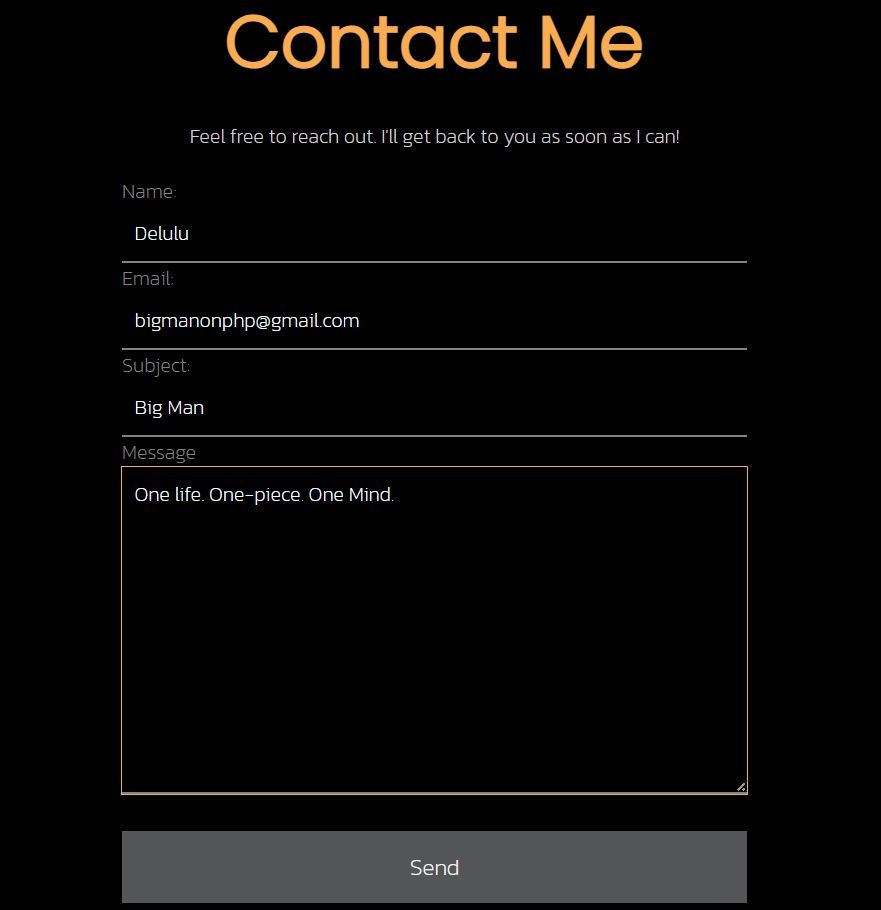 Contact Me
Feel free to reach out. I'll get back to you as soon as I can!
Name:
Delulu
Email:
bigmanonphp@gmail.com
Subject:
Big Man
Message
One life. One-piece. One Mind.
Send